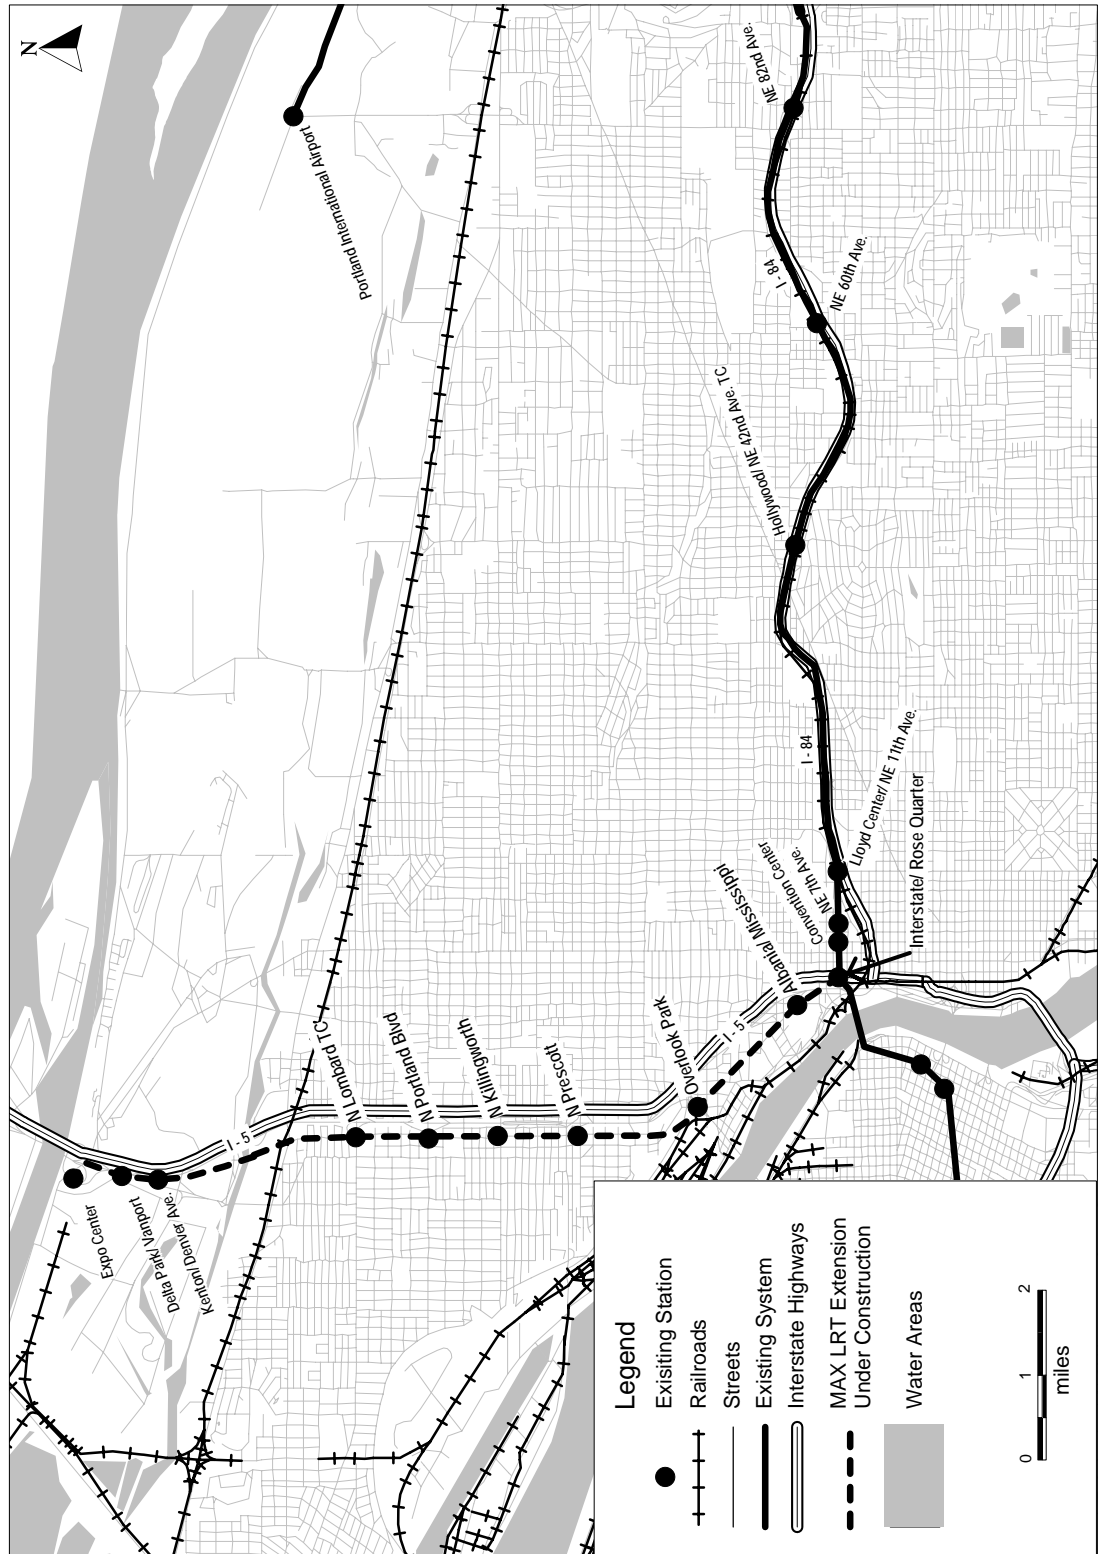 N
Portland International Airport
NE 82nd Ave.
I - 84
NE 60th Ave.
Hollywood/ NE 42nd Ave. TC
I - 84
Lloyd Center/ NE 11th Ave.
Interstate/ Rose Quarter
NE 7th Ave.
Convention Center
Albania/ Mississippi
Overlook Park
I - 5
N Prescott
N Killingworth
N Portland Blvd
N Lombard TC
I - 5
Expo Center
Delta Park/ Vanport
Kenton/Denver Ave.
Legend
Exisiting Station
Railroads
Streets
Existing System
Interstate Highways
MAX LRT Extension
Under Construction
Water Areas
0 1 2
miles